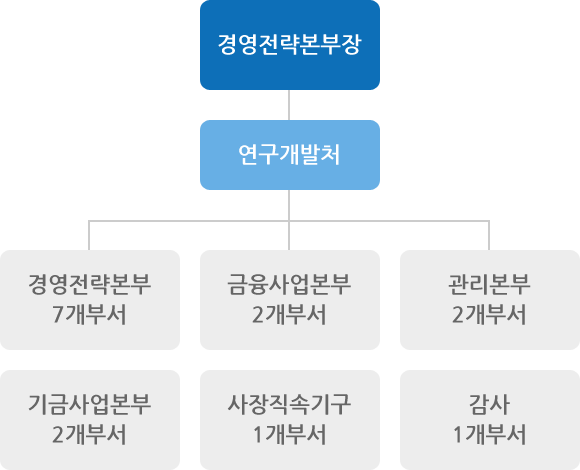 경영전략본부장
연구개발처
경영전략본부
7개부서
금융사업본부
2개부서
관리본부
2개부서
기금사업본부
2개부서
사장직속기구
1개부서
감사
1개부서